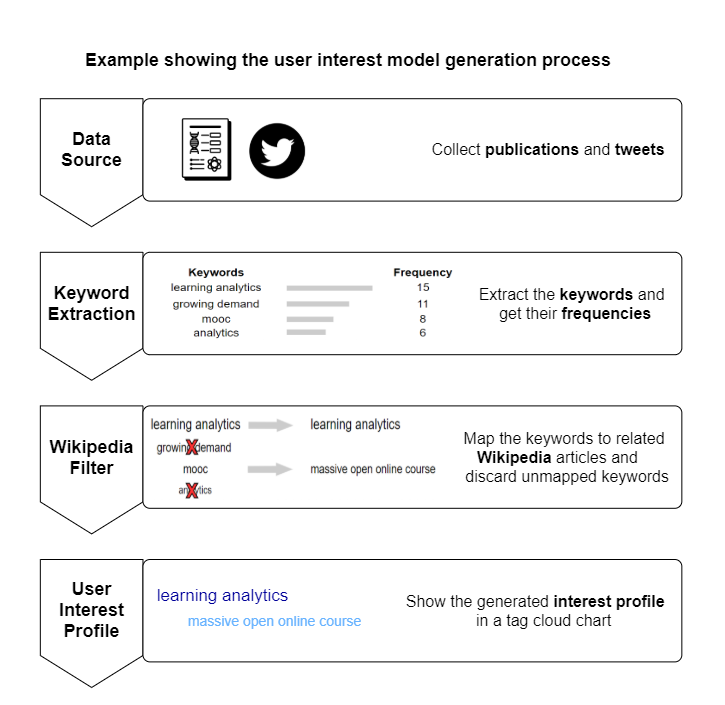 Example showing the user interest model generation process
Data
Source
Collect publications and tweets
Keyword
Extraction
Keywords Frequency
learning analytics 15
growing demand 11
mooc 8
analytics 6
Extract the keywords and
get their frequencies
Wikipedia
Filter
learning analytics learning analytics
growing demand
mooc massive open online course
analytics
Map the keywords to related
Wikipedia articles and
discard unmapped keywords
User
Interest
Profile
learning analytics
massive open online course
Show the generated interest profile
in a tag cloud chart